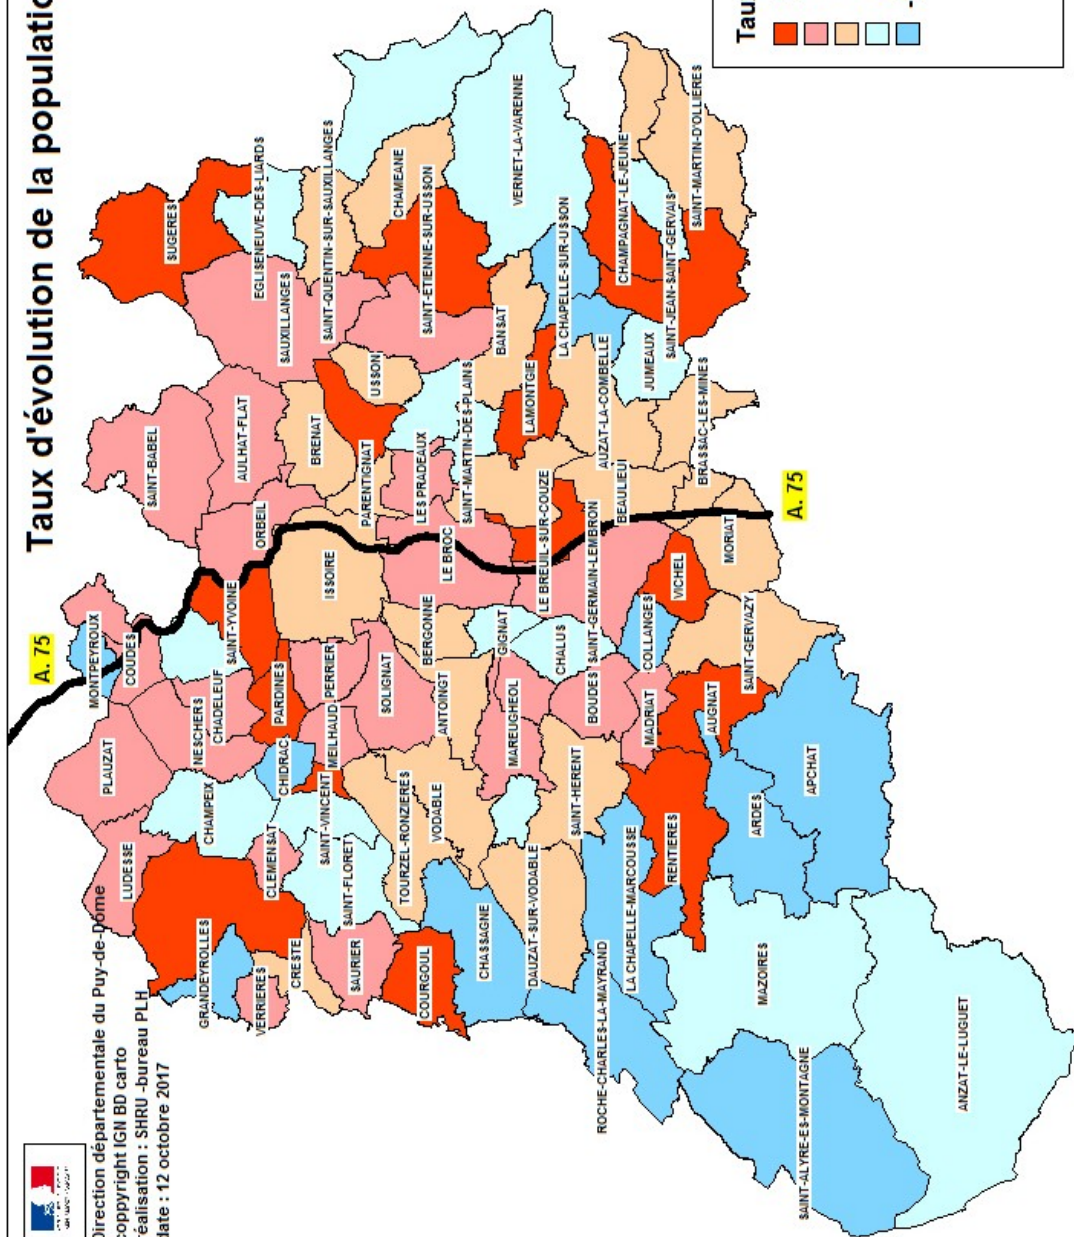 Taux d'évolution de la populatio
Direction départementale du Puy-de-Dôme
coppyright IGN BD carto
réalisation : SHRU -bureau PLH
date : 12 octobre 2017
A. 75
MONTPEYROUX
COUDES
PLAUZAT
LUDESSE
NESCHERS
CHADELEUF
CHAMPEIX
SAINT-YVOINE
PARDINIES
CHIDRAC
MEILHAUD
PERRIER
SAINT-VINCENT
CLEMENSAT
SAINT-FLORET
GRANDEYROLLES
VERRIERES
CRESTE
SAURIER
COURGOUL
SAINT-BABEL
AULHAT-FLAT
ORBEIL
BRENAT
PARENTIGNAT
USSON
SUGERES
EGLISENEUVE-DES-LIARDS
SAUXILLANGES
SAINT-QUENTIN-SUR-SAUXILLANGES
CHAMEANE
SAINT-ETIENNE-SUR-USSON
VERNET-LA-VARENNE
ISSOIRE
LES PRADEAUX
SAINT-MARTIN-DES-PLAINS
LE BROC
BERGONNE
SOLIGNAT
ANTOINGT
TOURZEL-RONZIERES
VODABLE
CHASSAGNE
DAUZAT-SUR-VODABLE
BANSAT
LAMONTGIE
LA CHAPELLE-SUR-USSON
CHAMPAGNAT-LE-JEUNE
SAINT-JEAN-SAINT-GERVAIS
SAINT-MARTIN-D'OLLIERES
JUMEAUX
AUZAT-LA-COMBELLE
BRASSAC-LES-MINES
BEAULIEU
LE BREUIL-SUR-COUZE
SAINT-GERMAIN-LEMBRON
GIGNAT
CHALUS
MAREUGHEOL
BOUDES
COLLANGES
VICHEL
MORIAT
SAINT-GERVAZY
MADRIAT
AUGNAT
SAINT-HERENT
ROCHE-CHARLES-LA-MAYRAND
LA CHAPELLE-MARCOUSSE
RENTIERES
ARDES
APCHAT
MAZOIRES
SAINT-ALYRE-ES-MONTAGNE
ANZAT-LE-LUGUET
A. 75
Tau
-